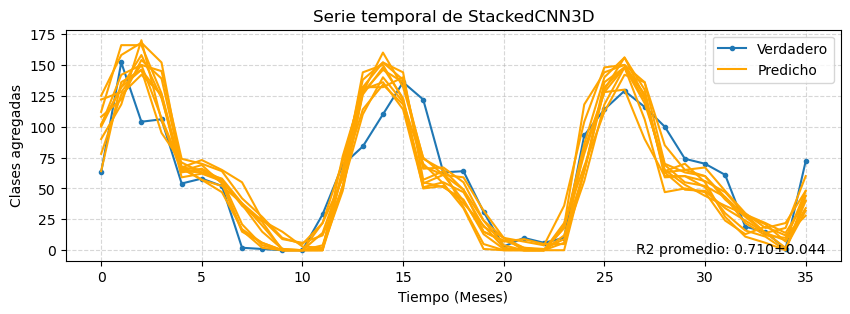 Serie temporal de StackedCNN3D
Clases agregadas
175
150
125
100
75
50
25
0
Verdadero
Predicho
R2 promedio: 0.710±0.044
0 5 10 15 20 25 30 35
Tiempo (Meses)